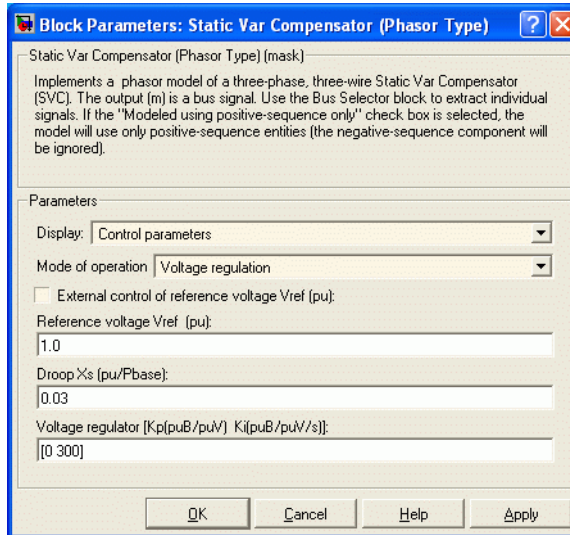 Block Parameters: Static Var Compensator (Phasor Type)
Static Var Compensator (Phasor Type) (mask)
Implements a phasor model of a three-phase, three-wire Static Var Compensator
(SVC). The output (m) is a bus signal. Use the Bus Selector block to extract individual
signals. If the "Modeled using positive-sequence only" check box is selected, the
model will use only positive-sequence entities (the negative-sequence component will
be ignored).
Parameters
Display: Control parameters
Mode of operation Voltage regulation
External control of reference voltage Vref (pu):
Reference voltage Vref (pu):
1.0
Droop Xs (pu/Pbase):
0.03
Voltage regulator [Kp(puB/puV) Ki(puB/puV/s)]:
[0 300]
OK Cancel Help Apply